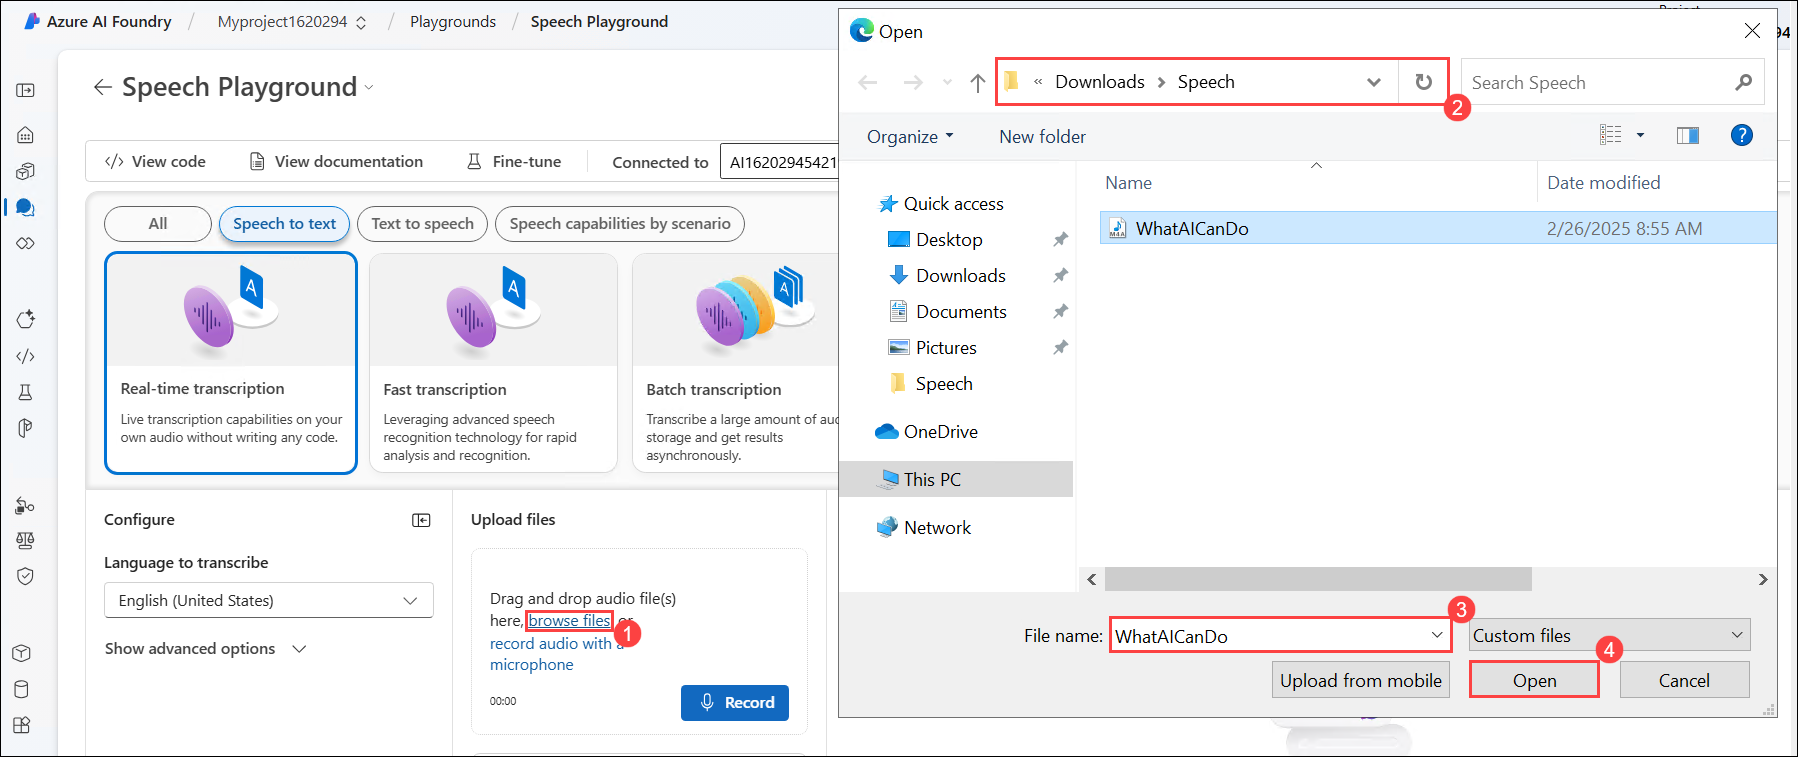 Azure AI Foundry / Myproject1620294 / Playgrounds / Speech Playground
Speech Playground
View code
View documentation
Fine-tune
Connected to
AI16202945421
All
Speech to text
Text to speech
Speech capabilities by scenario
Real-time transcription
Live transcription capabilities on your
own audio without writing any code.
Fast transcription
Leveraging advanced speech
recognition technology for rapid
analysis and recognition.
Batch transcription
Transcribe a large amount of
storage and get results
asynchronously.
Configure
Language to transcribe
English (United States)
Show advanced options
Upload files
Drag and drop audio file(s)
here, browse files or
record audio with a
microphone
1
00:00
Record
Open
« Downloads > Speech
2
Search Speech
Organize
New folder
Name
Date modified
Quick access
Desktop
Downloads
Documents
Pictures
Speech
OneDrive
This PC
Network
M4A
WhatAICanDo
2/26/2025 8:55 AM
File name:
WhatAICanDo
3
Custom files
4
Upload from mobile
Open
Cancel
94